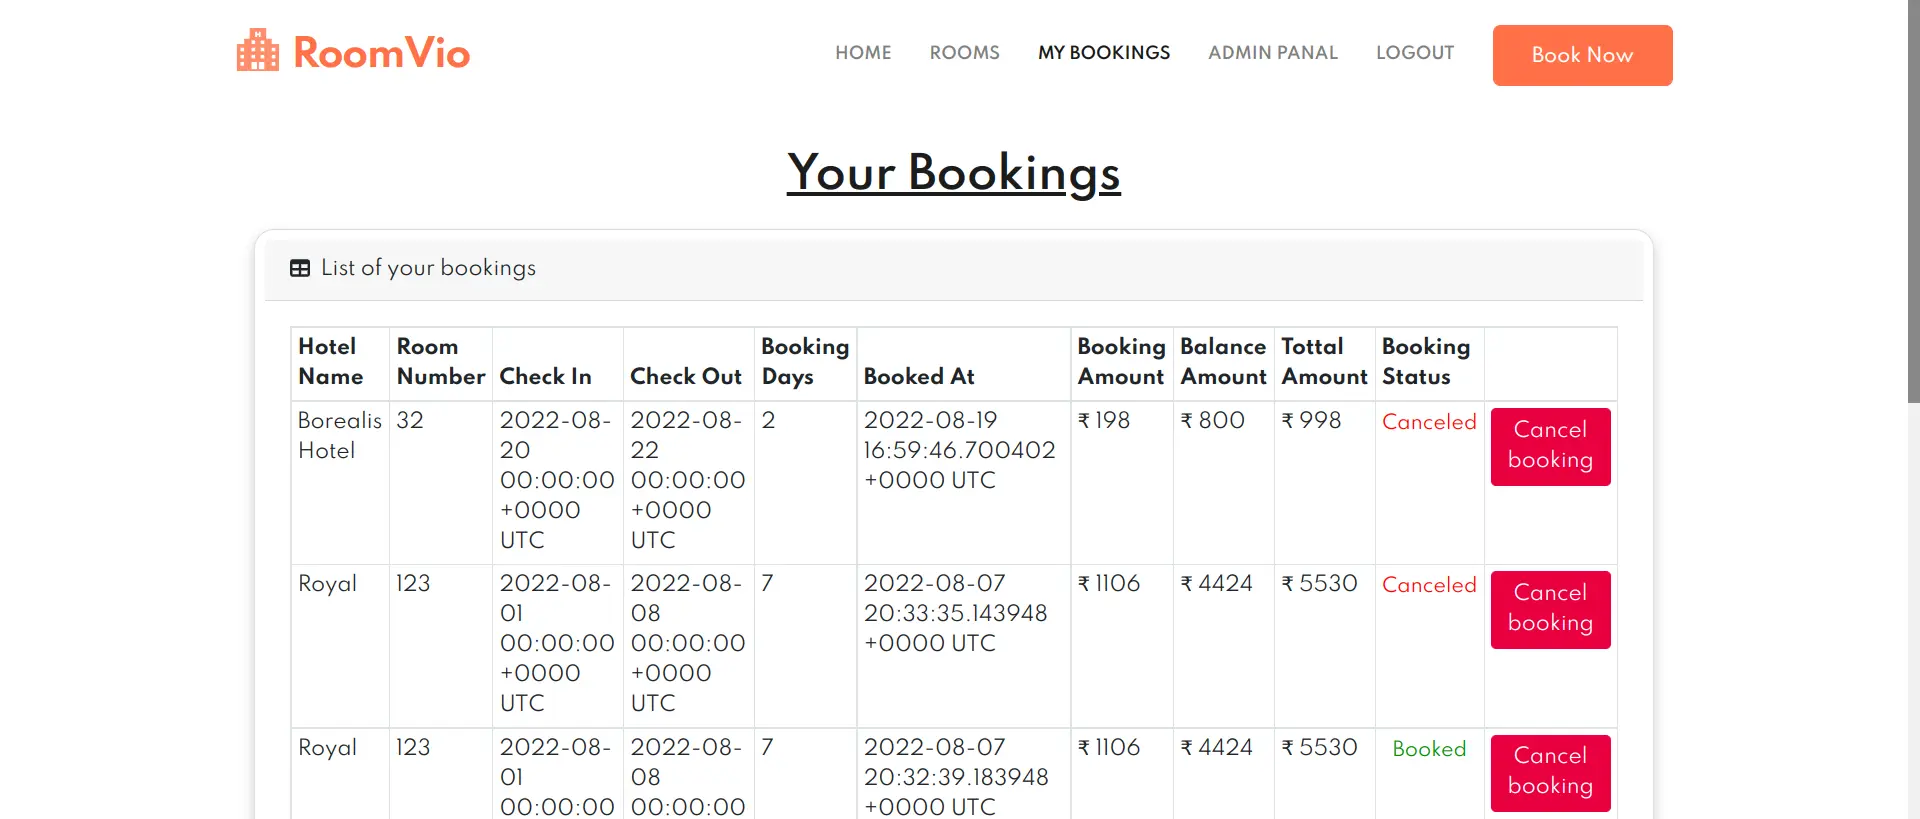 RoomVio
HOME ROOMS MY BOOKINGS ADMIN PANAL LOGOUT Book Now
Your Bookings
List of your bookings
Hotel Name Room Number Check In Check Out Booking Days Booked At Booking Amount Balance Amount Tottal Amount Booking Status
Borealis Hotel 32 2022-08-20 00:00:00 +0000 UTC 2022-08-22 00:00:00 +0000 UTC 2 2022-08-19 16:59:46.700402 +0000 UTC ₹ 198 ₹ 800 ₹ 998 Canceled Cancel booking
Royal 123 2022-08-01 00:00:00 +0000 UTC 2022-08-08 00:00:00 +0000 UTC 7 2022-08-07 20:33:35.143948 +0000 UTC ₹ 1106 ₹ 4424 ₹ 5530 Canceled Cancel booking
Royal 123 2022-08-01 00:00:00 2022-08-08 00:00:00 7 2022-08-07 20:32:39.183948 +0000 UTC ₹ 1106 ₹ 4424 ₹ 5530 Booked Cancel booking